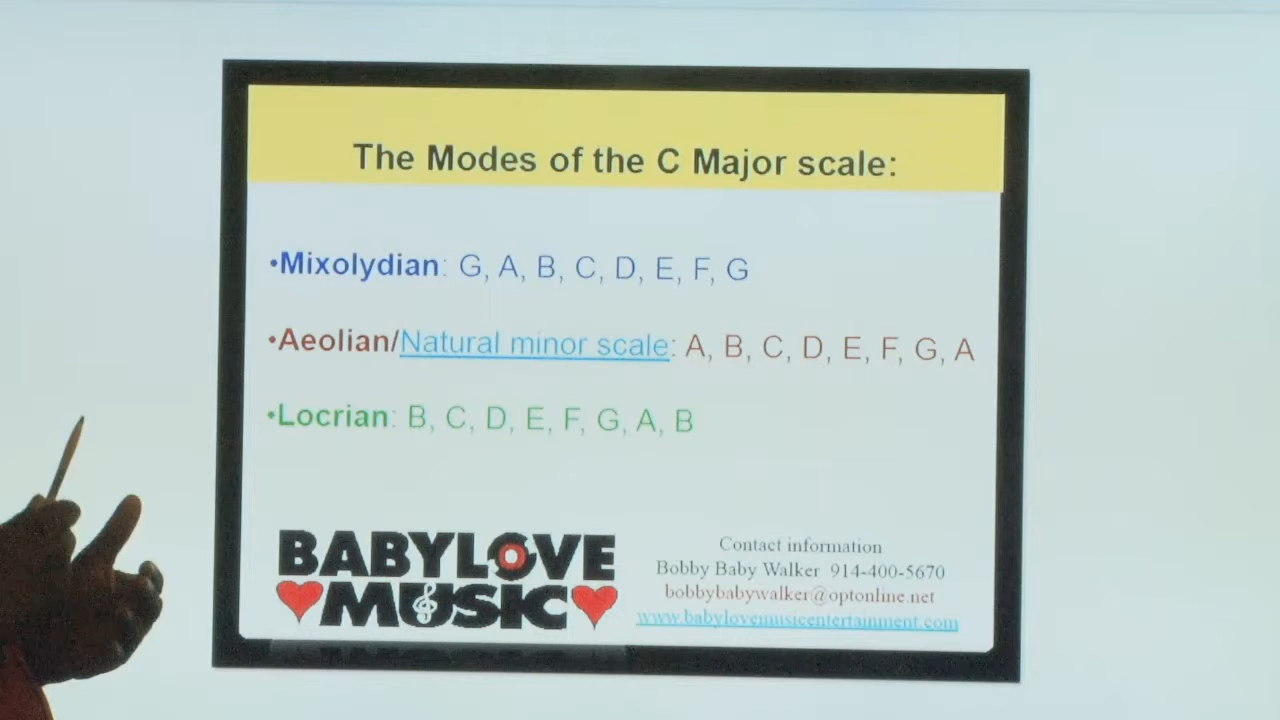 The Modes of the C Major scale:
•Mixolydian: G, A, B, C, D, E, F, G
•Aeolian/Natural minor scale: A, B, C, D, E, F, G, A
•Locrian: B, C, D, E, F, G, A, B
BABYLOVE
MUSIC
Contact information
Bobby Baby Walker 914-400-5670
bobbybabywalker@optonline.net
www.babylovemusicentertainment.com